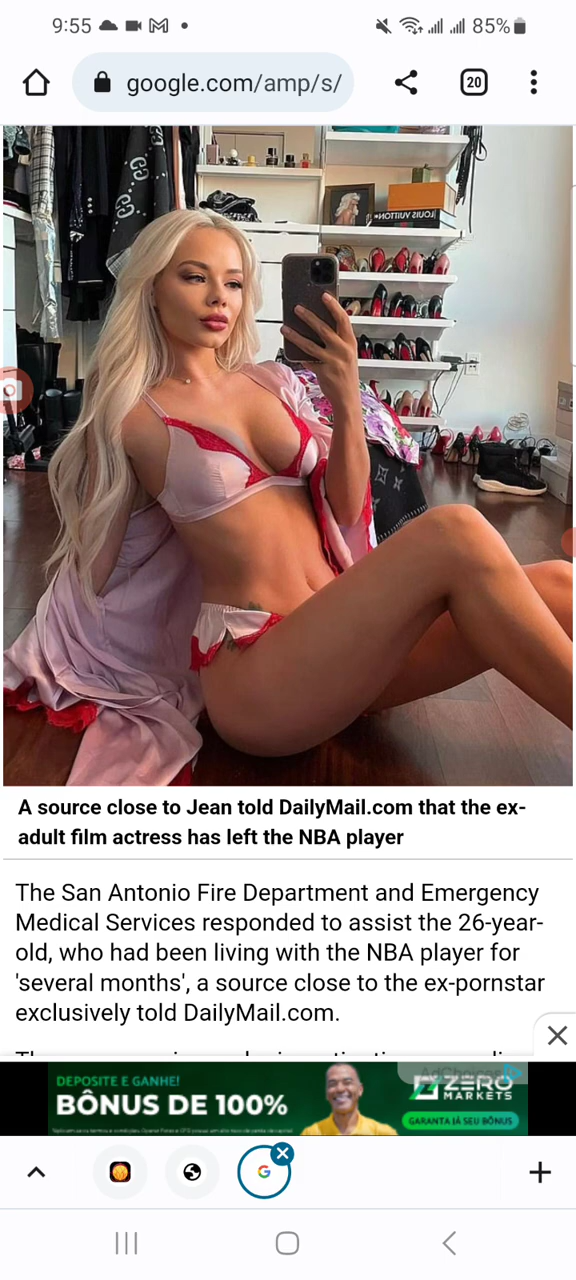 9:55
85%
google.com/amp/s/
20
LOUIS VUITTON
A source close to Jean told DailyMail.com that the ex-
adult film actress has left the NBA player
The San Antonio Fire Department and Emergency
Medical Services responded to assist the 26-year-
old, who had been living with the NBA player for
'several months', a source close to the ex-pornstar
exclusively told DailyMail.com.
AdChoices
DEPOSITE E GANHE!
BÔNUS DE 100%
ZERO
MARKETS
GARANTA JÁ SEU BÔNUS